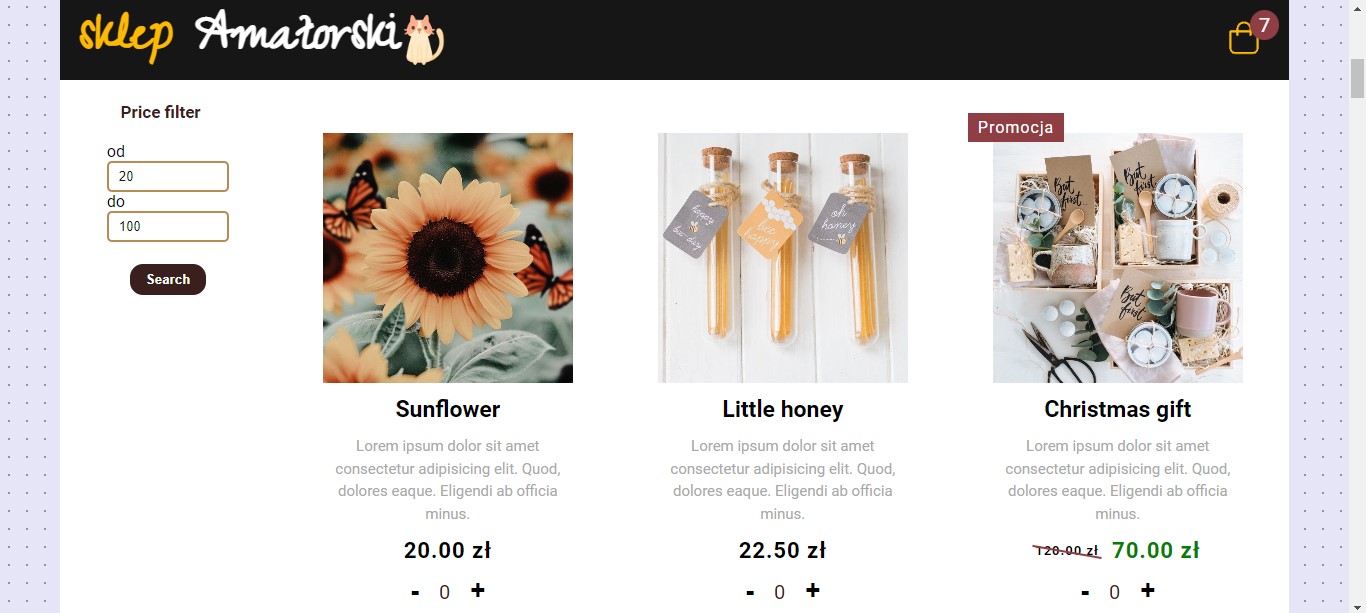 sklep Amatorski
7
Price filter
od
20
do
100
Search
Promocja
happy
bee day
bee
happy
oh
honey
But
first
But
first
But
first
Sunflower
Lorem ipsum dolor sit amet
consectetur adipisicing elit. Quod,
dolores eaque. Eligendi ab officia
minus.
20.00 zł
- 0 +
Little honey
Lorem ipsum dolor sit amet
consectetur adipisicing elit. Quod,
dolores eaque. Eligendi ab officia
minus.
22.50 zł
- 0 +
Christmas gift
Lorem ipsum dolor sit amet
consectetur adipisicing elit. Quod,
dolores eaque. Eligendi ab officia
minus.
120.00 zł 70.00 zł
- 0 +